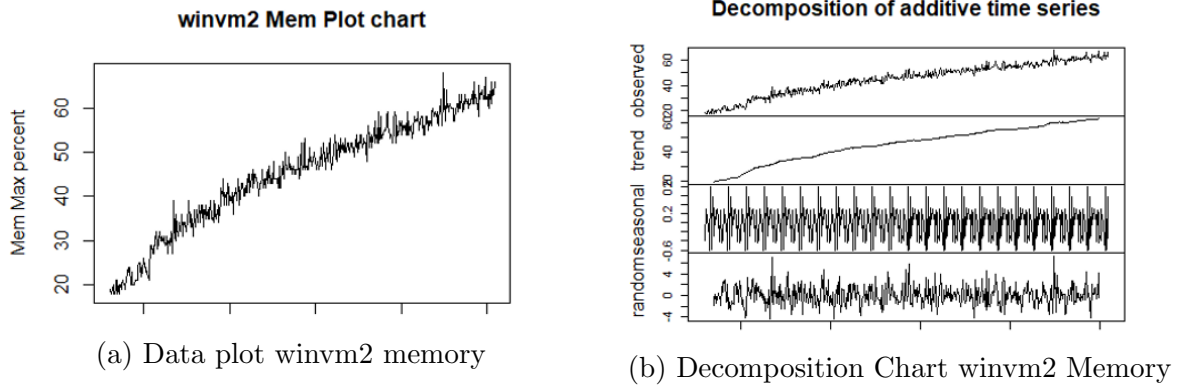 winvm2 Mem Plot chart
Mem Max percent
60
50
40
30
20
(a) Data plot winvm2 memory
Decomposition of additive time series
observed
60
40
20
trend
60
40
20
seasonal
0.2
-0.6
random
4
0
-4
(b) Decomposition Chart winvm2 Memory